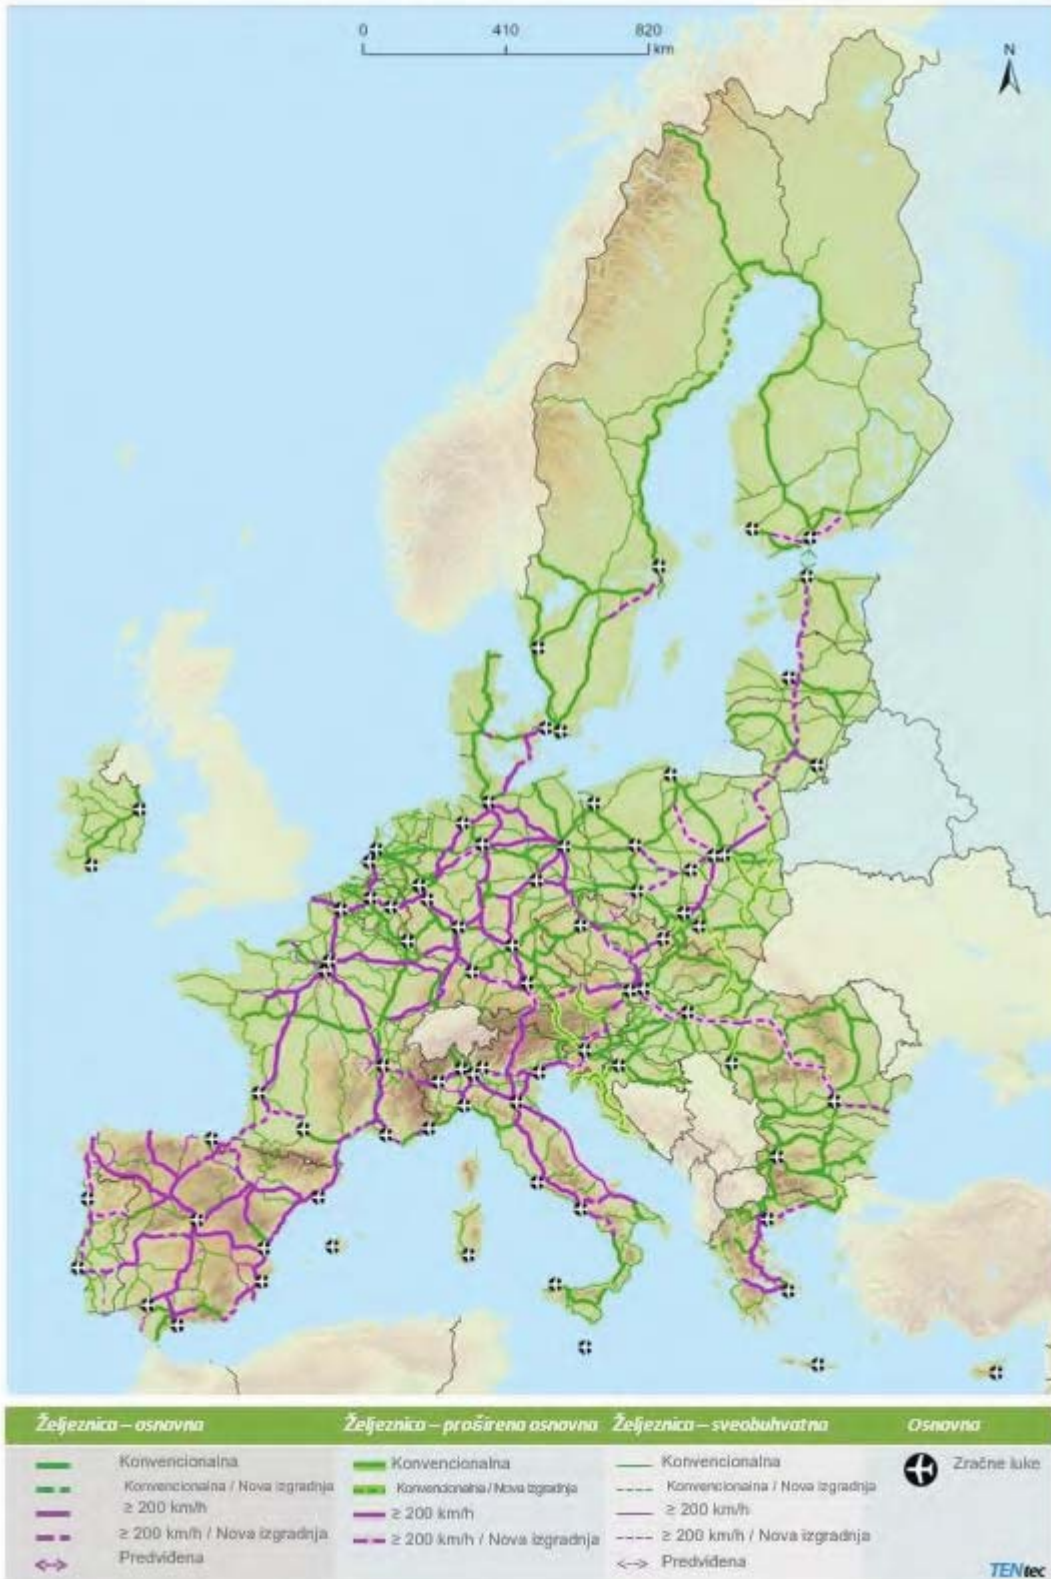 0 410 820
km
N
Željeznica – osnovna
Konvencionalna
Konvencionalna / Nova izgradnja
≥ 200 km/h
≥ 200 km/h / Nova izgradnja
Predviđena
Željeznica – proširena osnovna
Konvencionalna
Konvencionalna / Nova izgradnja
≥ 200 km/h
≥ 200 km/h / Nova izgradnja
Željeznica – sveobuhvatna
Konvencionalna
Konvencionalna / Nova izgradnja
≥ 200 km/h
≥ 200 km/h / Nova izgradnja
Predviđena
Osnovna
Zračne luke
TENtec